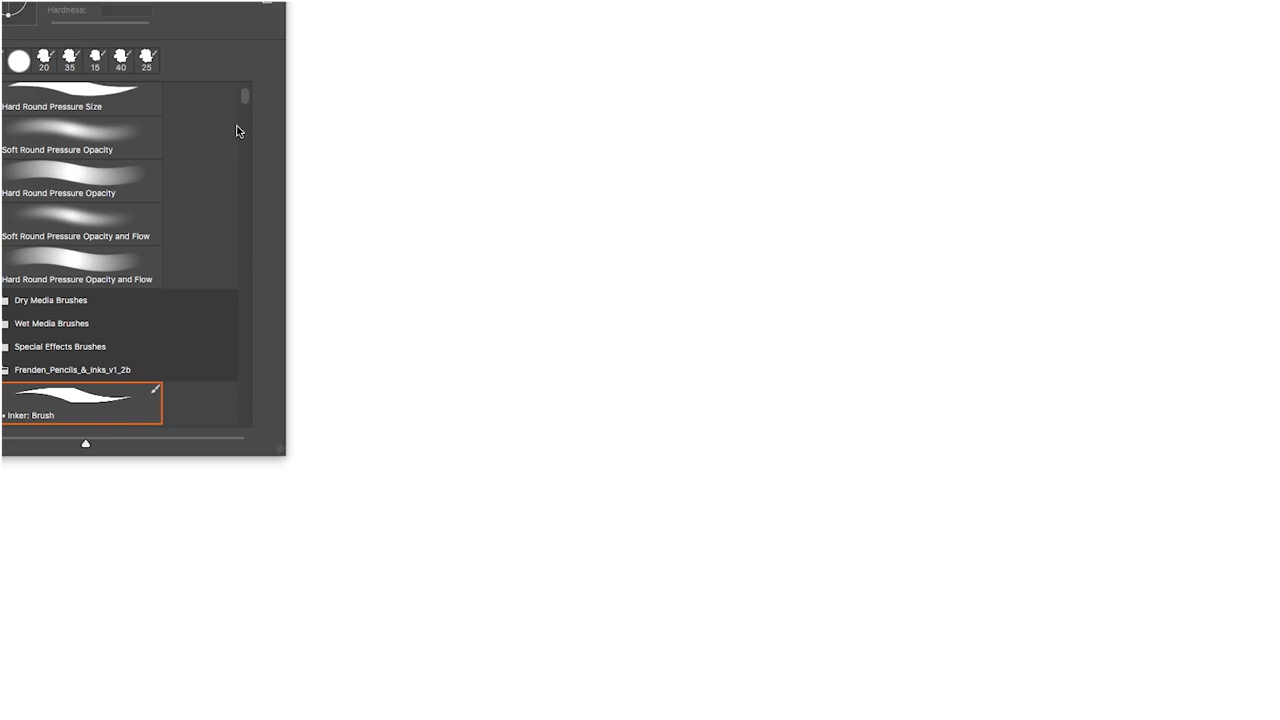 Hardness:
20 35 15 40 25
Hard Round Pressure Size
Soft Round Pressure Opacity
Hard Round Pressure Opacity
Soft Round Pressure Opacity and Flow
Hard Round Pressure Opacity and Flow
Dry Media Brushes
Wet Media Brushes
Special Effects Brushes
Frenden_Pencils_&_Inks_v1_2b
• Inker: Brush